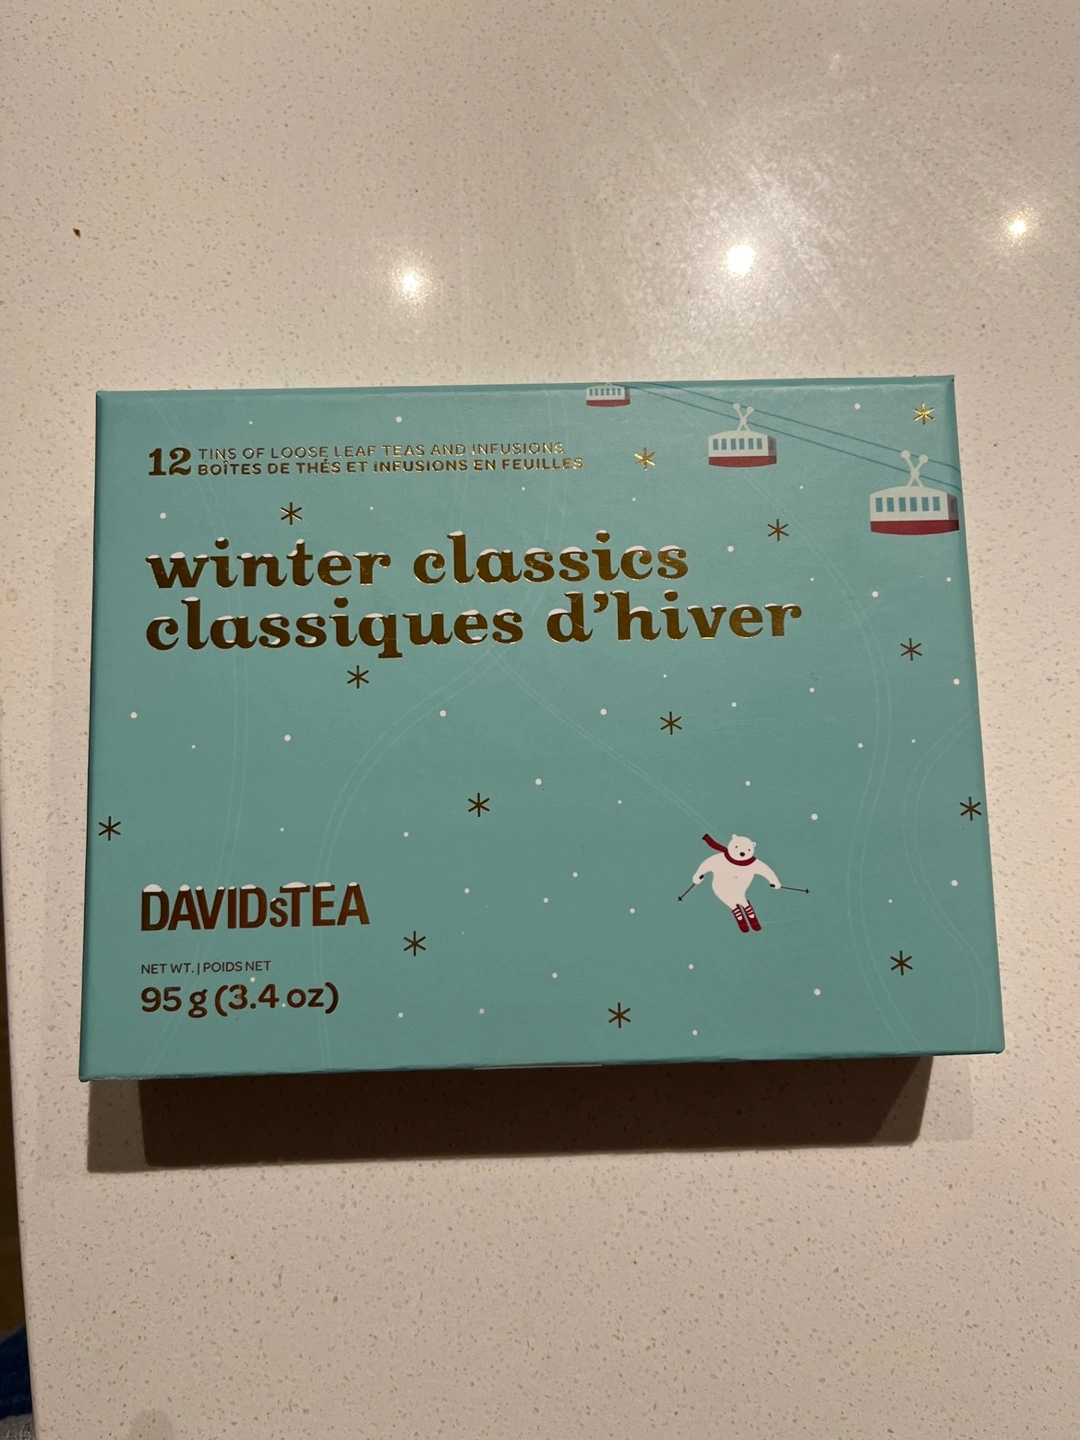 12 TINS OF LOOSE LEAF TEAS AND INFUSIONS
BOÎTES DE THÉS ET INFUSIONS EN FEUILLES
winter classics
classiques d'hiver
DAVIDsTEA
NET WT. | POIDS NET
95 g (3.4 oz)